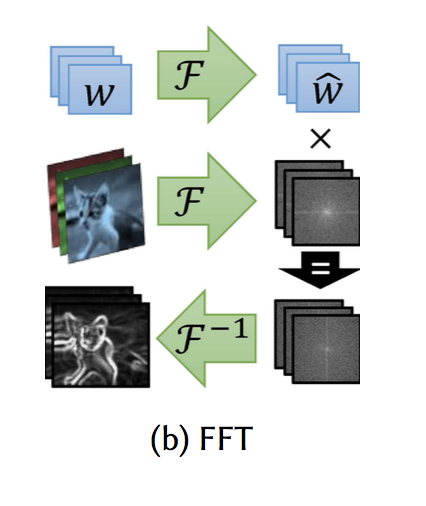 w
ℱ
ŵ
×
ℱ
=
ℱ⁻¹
(b) FFT